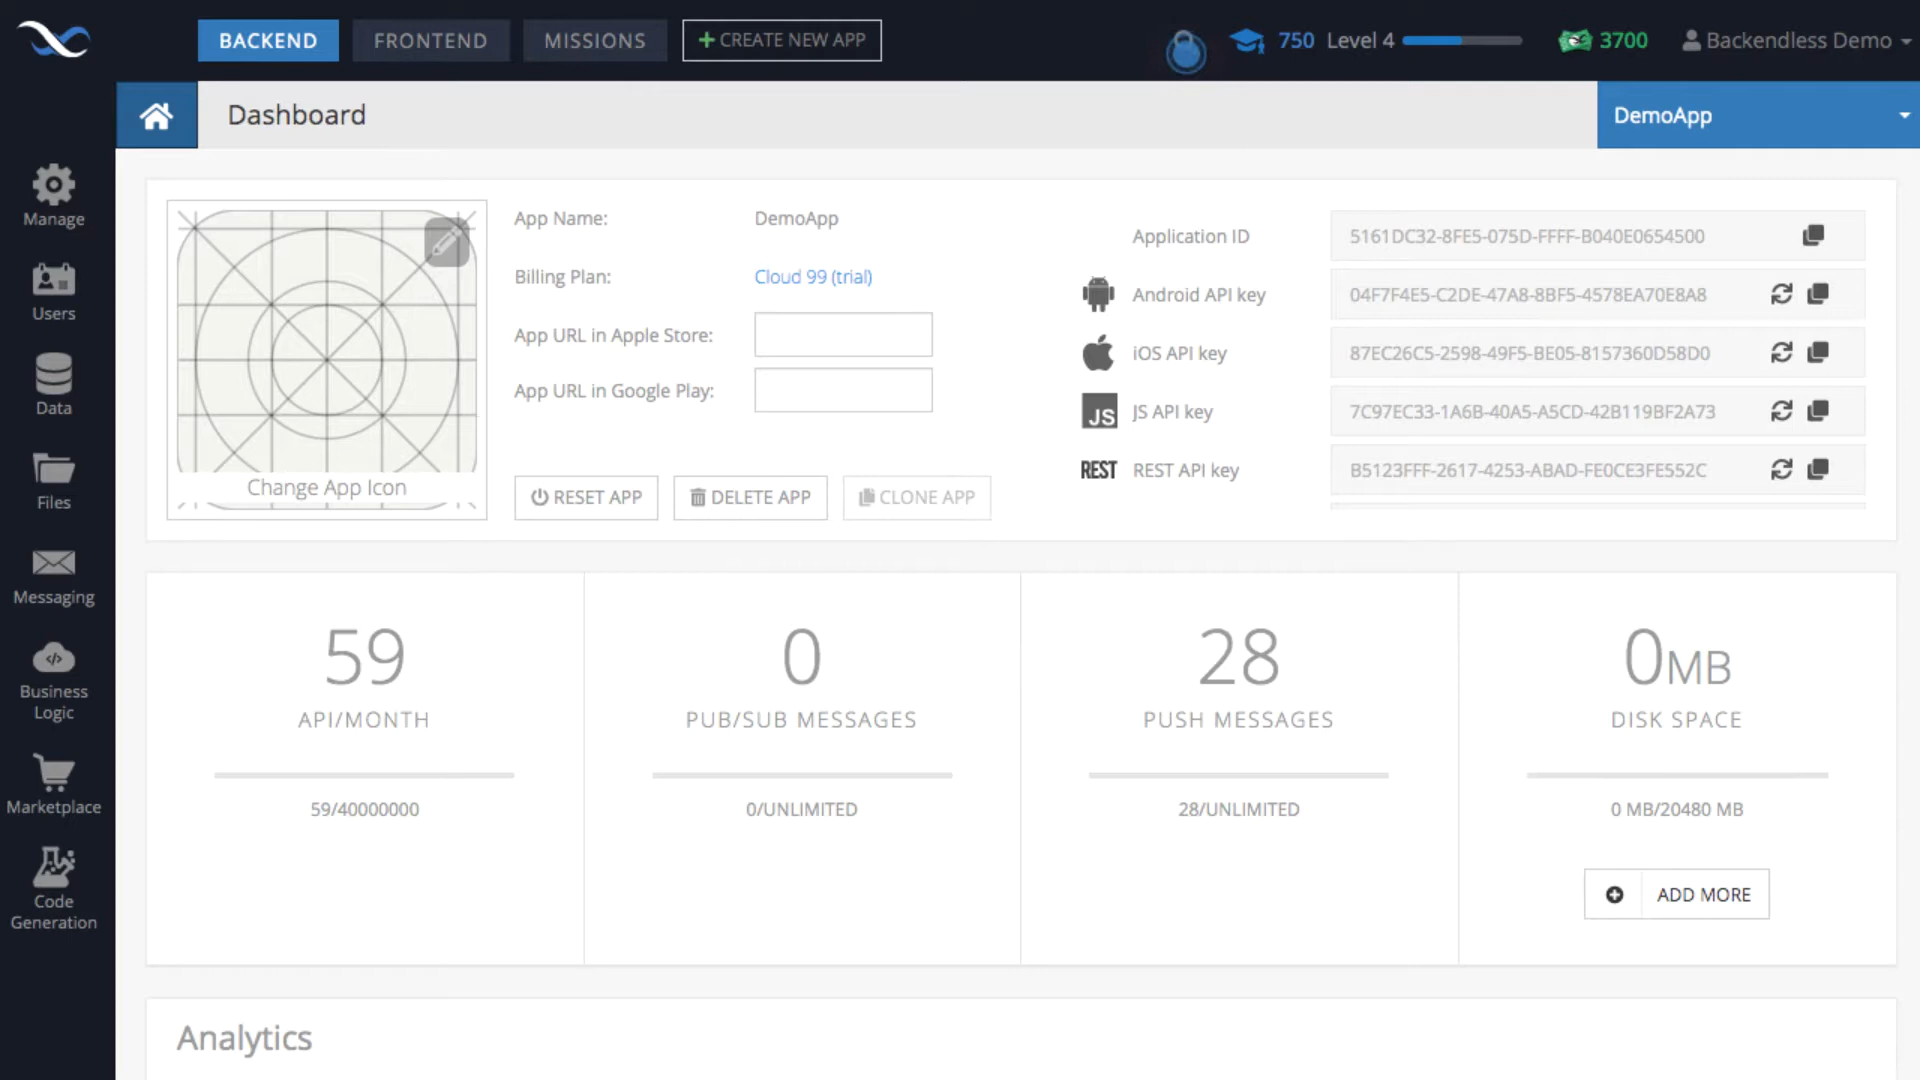 BACKEND
FRONTEND
MISSIONS
+ CREATE NEW APP
750 Level 4
3700
Backendless Demo
Dashboard
DemoApp
Manage
Users
Data
Files
Messaging
Business
Logic
Marketplace
Code
Generation
Change App Icon
App Name: DemoApp
Billing Plan: Cloud 99 (trial)
App URL in Apple Store:
App URL in Google Play:
RESET APP
DELETE APP
CLONE APP
Application ID 5161DC32-8FE5-075D-FFFF-B040E0654500
Android API key 04F7F4E5-C2DE-47A8-8BF5-4578EA70E8A8
iOS API key 87EC26C5-2598-49F5-BE05-8157360D58D0
JS JS API key 7C97EC33-1A6B-40A5-A5CD-42B119BF2A73
REST REST API key B5123FFF-2617-4253-ABAD-FE0CE3FE552C
59
API/MONTH
59/40000000
0
PUB/SUB MESSAGES
0/UNLIMITED
28
PUSH MESSAGES
28/UNLIMITED
0MB
DISK SPACE
0 MB/20480 MB
ADD MORE
Analytics